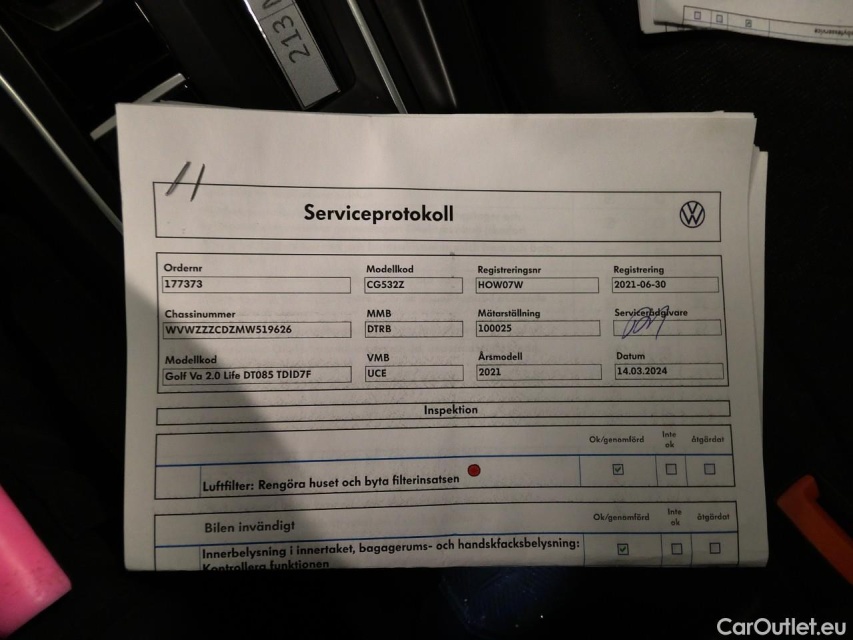 213
Serviceprotokoll
Ordernr Modellkod Registreringsnr Registrering
177373 CG532Z HOW07W 2021-06-30
Chassinummer MMB Mätarställning Servicerådgivare
WVWZZZCDZMW519626 DTRB 100025
Modellkod VMB Årsmodell Datum
Golf Va 2.0 Life DT085 TDID7F UCE 2021 14.03.2024
Inspektion
Ok/genomförd Inte ok åtgärdat
Luftfilter: Rengöra huset och byta filterinsatsen
Bilen invändigt Ok/genomförd Inte ok åtgärdat
Innerbelysning i innertaket, bagagerums- och handskfacksbelysning:
Kontrollera funktionen
CarOutlet.eu